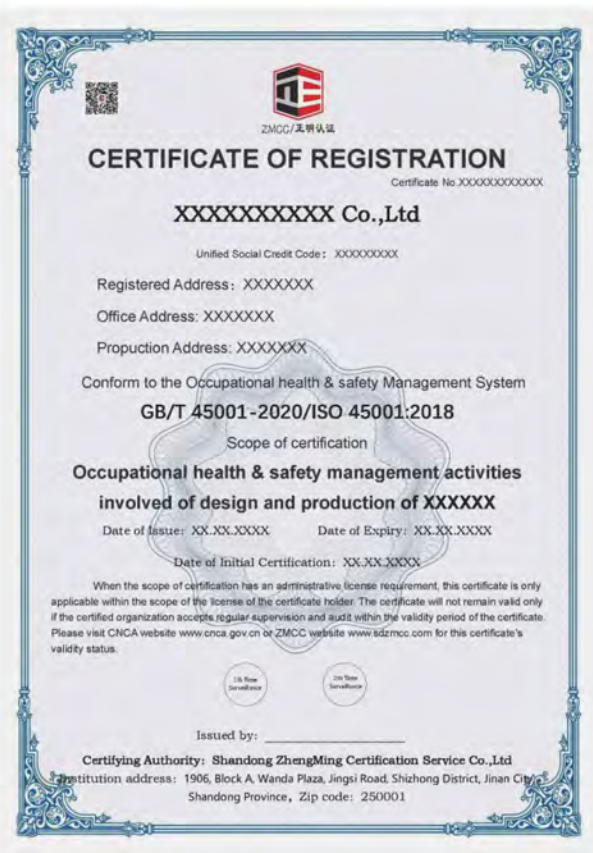 ZMCC/正明认证
CERTIFICATE OF REGISTRATION
Certificate No.XXXXXXXXXXXX
XXXXXXXXXX Co.,Ltd
Unified Social Credit Code: XXXXXXXXX
Registered Address: XXXXXXX
Office Address: XXXXXXX
Propuction Address: XXXXXXX
Conform to the Occupational health & safety Management System
GB/T 45001-2020/ISO 45001:2018
Scope of certification
Occupational health & safety management activities
involved of design and production of XXXXXX
Date of Issue: XX.XX.XXXX Date of Expiry: XX.XX.XXXX
Date of Initial Certification: XX.XX.XXXX
When the scope of certification has an administrative license requirement, this certificate is only
applicable within the scope of the license of the certificate holder. The certificate will not remain valid only
if the certified organization accepts regular supervision and audit within the validity period of the certificate.
Please visit CNCA website www.cnca.gov.cn or ZMCC website www.sdzmcc.com for this certificate's
validity status.
Surveillance
Surveillance
Issued by:
Certifying Authority: Shandong ZhengMing Certification Service Co.,Ltd
Institution address: 1906, Block A, Wanda Plaza, Jingsi Road, Shizhong District, Jinan City,
Shandong Province, Zip code: 250001